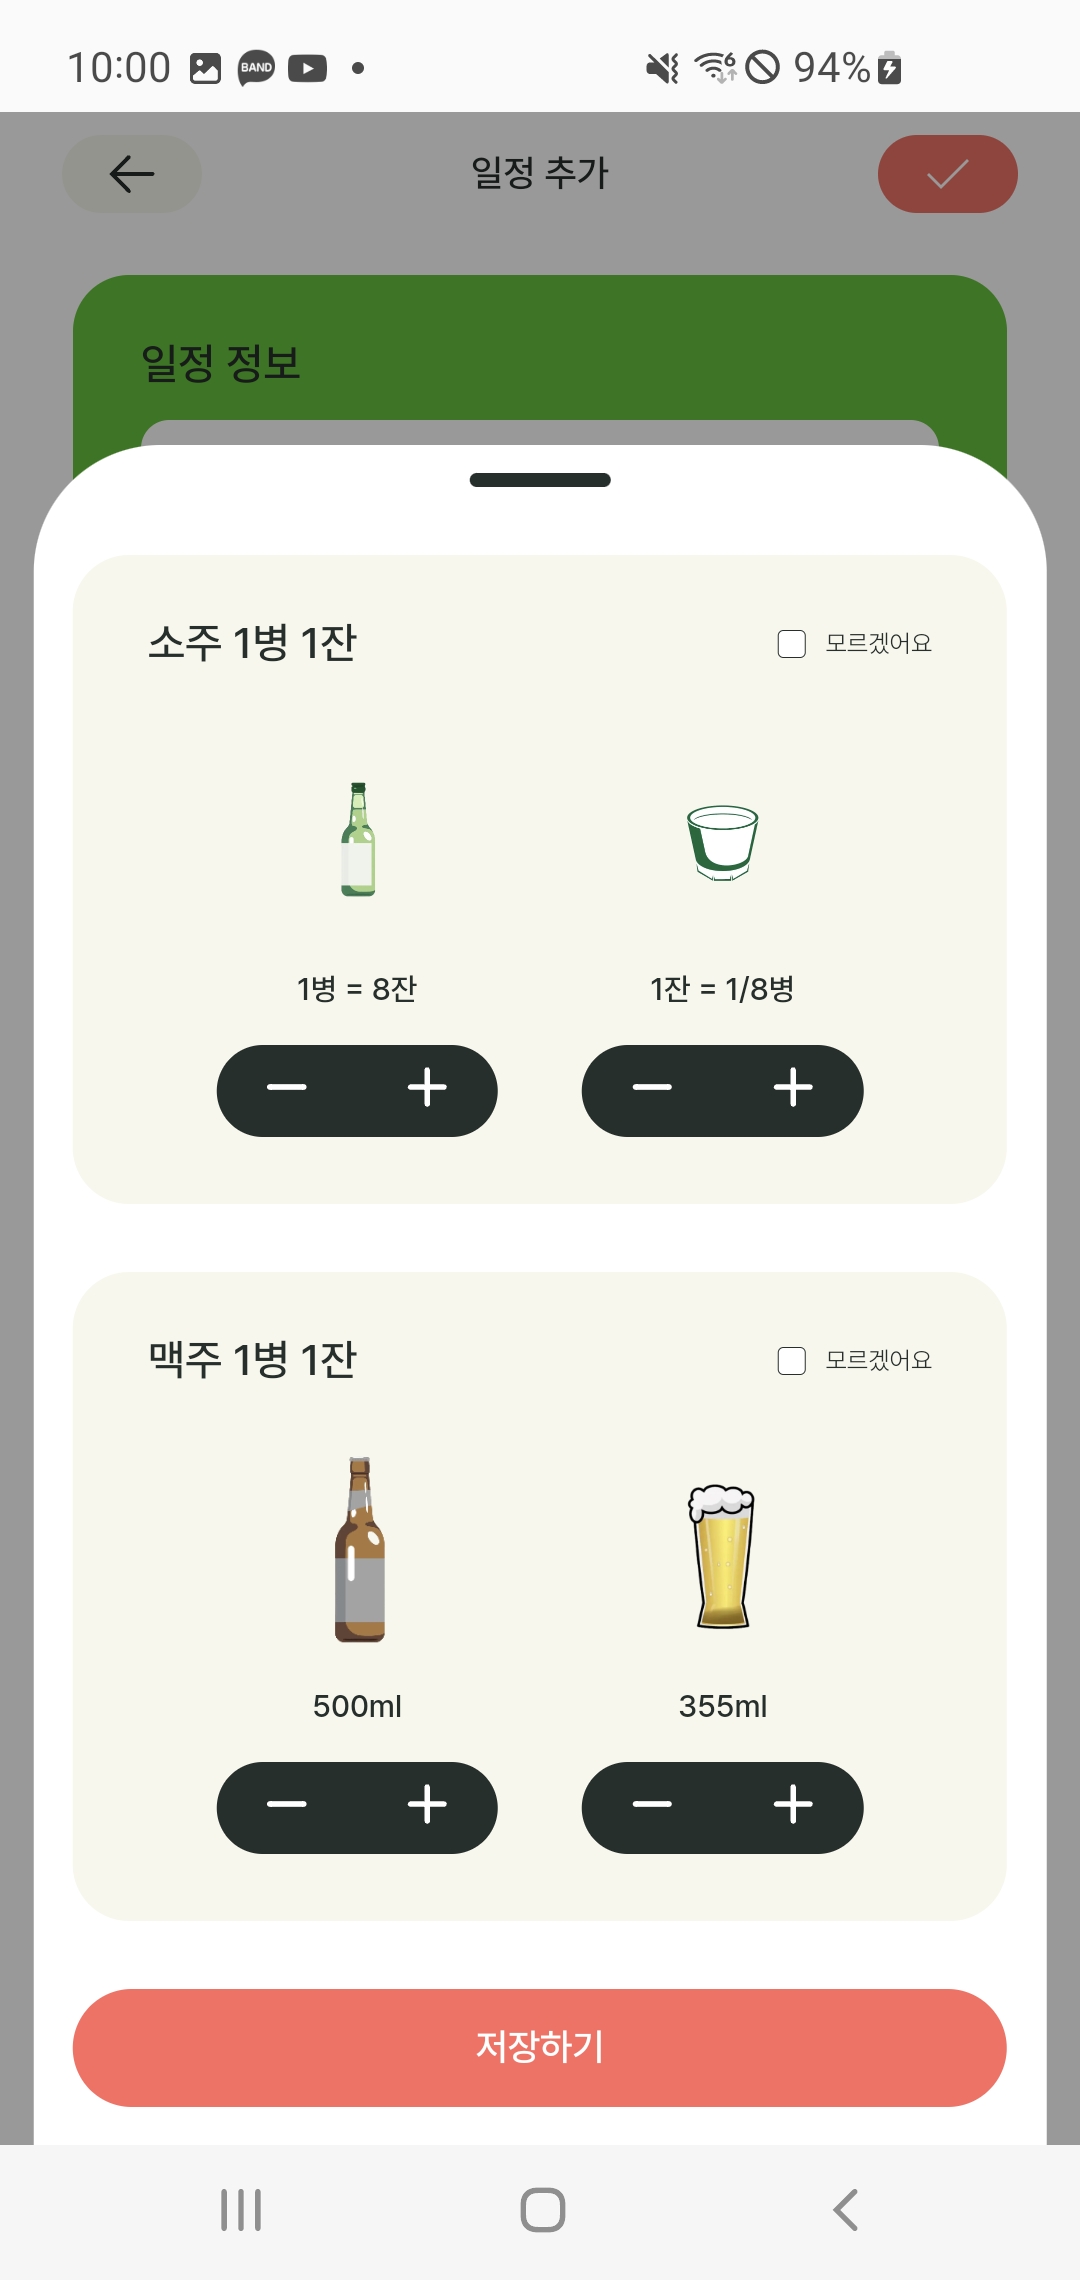 10:00
BAND
6
94%
일정 추가
일정 정보
소주 1병 1잔
모르겠어요
1병 = 8잔
1잔 = 1/8병
맥주 1병 1잔
모르겠어요
500ml
355ml
저장하기